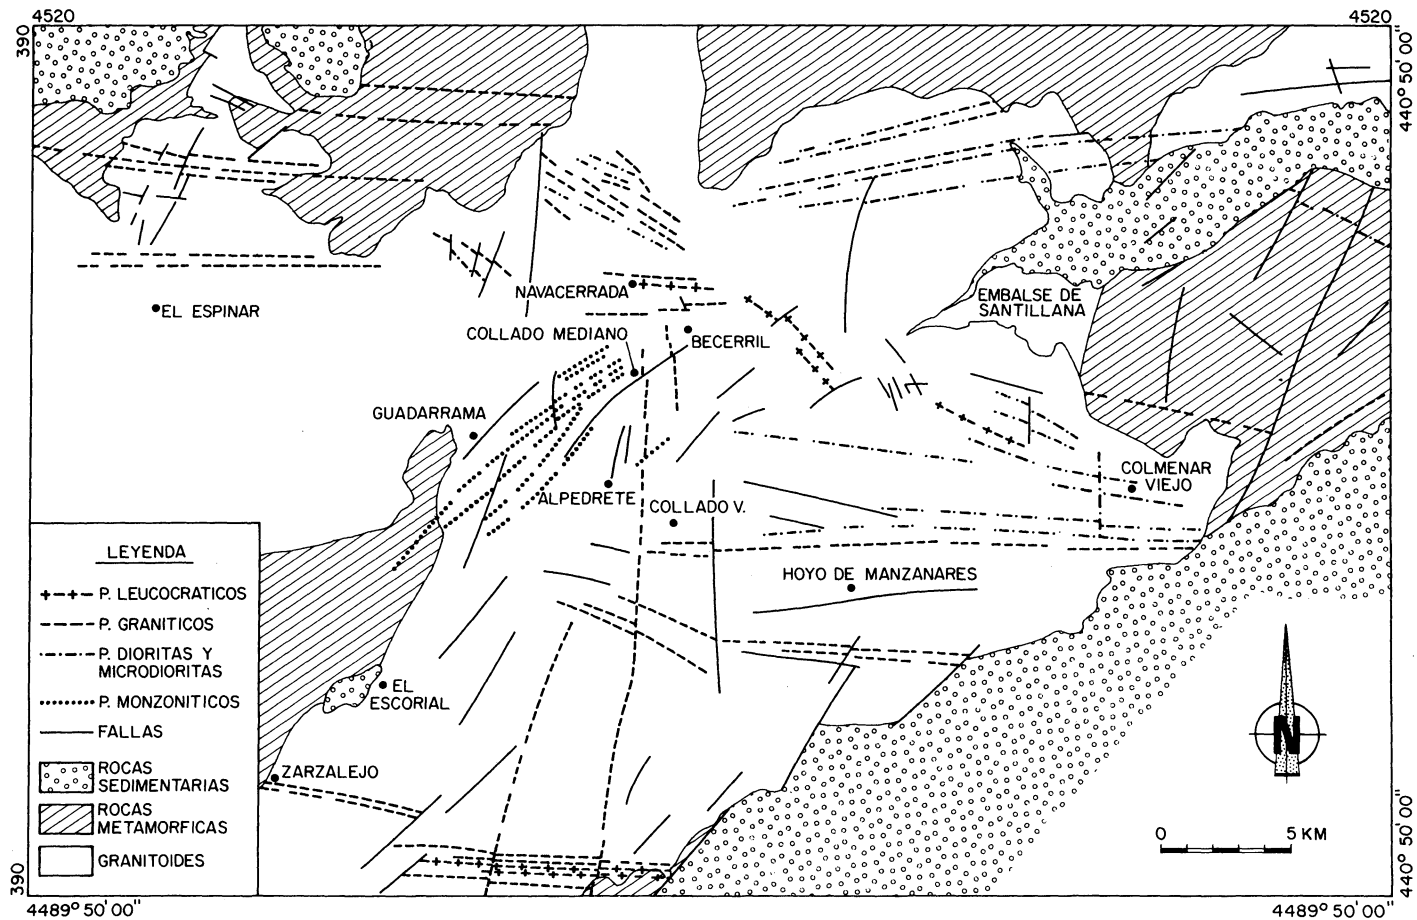 4520
4520
390
440° 50' 00"
NAVACERRADA
EMBALSE DE
SANTILLANA
EL ESPINAR
COLLADO MEDIANO
BECERRIL
GUADARRAMA
COLMENAR
VIEJO
ALPEDRETE
COLLADO V.
HOYO DE MANZANARES
EL
ESCORIAL
ZARZALEJO
LEYENDA
P. LEUCOCRATICOS
P. GRANITICOS
P. DIORITAS Y
MICRODIORITAS
P. MONZONITICOS
FALLAS
ROCAS
SEDIMENTARIAS
ROCAS
METAMORFICAS
GRANITOIDES
N
0 5 KM
390
440° 50' 00"
4489° 50' 00"
4489° 50' 00"